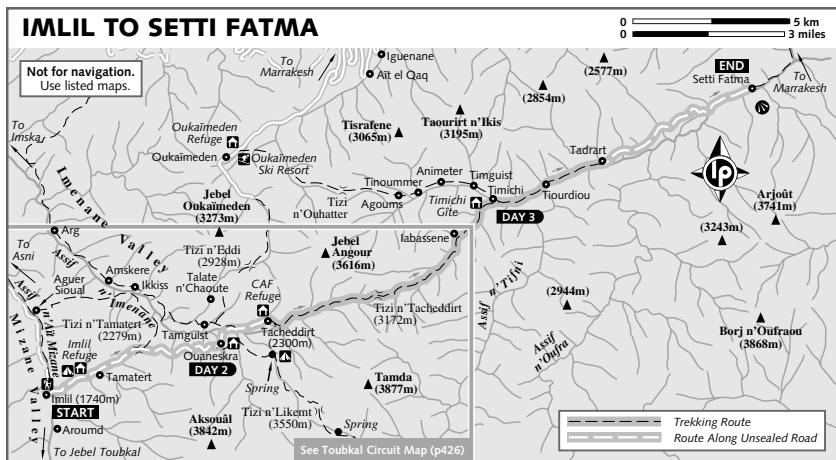 IMLIL TO SETTI FATMA
0 5 km
0 3 miles
Not for navigation.
Use listed maps.
To
Marrakesh
Iguenane
Aït el Qaq
(2577m)
(2854m)
END
Setti Fatma
To
Marrakesh
To
Imska
Oukaïmeden
Refuge
Oukaïmeden
Oukaïmeden
Ski Resort
Tisrafene
(3065m)
Taourirt n'Ikis
(3195m)
Tadrart
lp
Imenane Valley
Jebel
Oukaïmeden
(3273m)
Tizi
n'Ouhatter
Agoums
Tinoummer
Animeter
Timguist
Timichi
Timichi
Gîte
DAY 3
Tiourdiou
Arjoût
(3741m)
(3243m)
Arg
To
Asni
Tizi n'Eddi
(2928m)
Jebel
Angour
(3616m)
Iabassene
Assif
n'Imenane
Aguer
Sioual
Amskere
Ikkiss
Talate
n'Chaoute
CAF
Refuge
Assif
n'Tifni
(2944m)
Assif
n'Aït Mizane
Tizi n'Tamatert
(2279m)
Tamguist
Tacheddirt
(2300m)
Tizi n'Tacheddirt
(3172m)
Assif
n'Oufra
Borj n'Oufraou
(3868m)
Mizane Valley
Imlil
Refuge
Ouaneskra
DAY 2
Tamatert
Spring
Tamda
(3877m)
Imlil (1740m)
START
Aroumd
To Jebel Toubkal
Aksouâl
(3842m)
Tizi n'Likemt
(3550m)
Spring
See Toubkal Circuit Map (p426)
Trekking Route
Route Along Unsealed Road